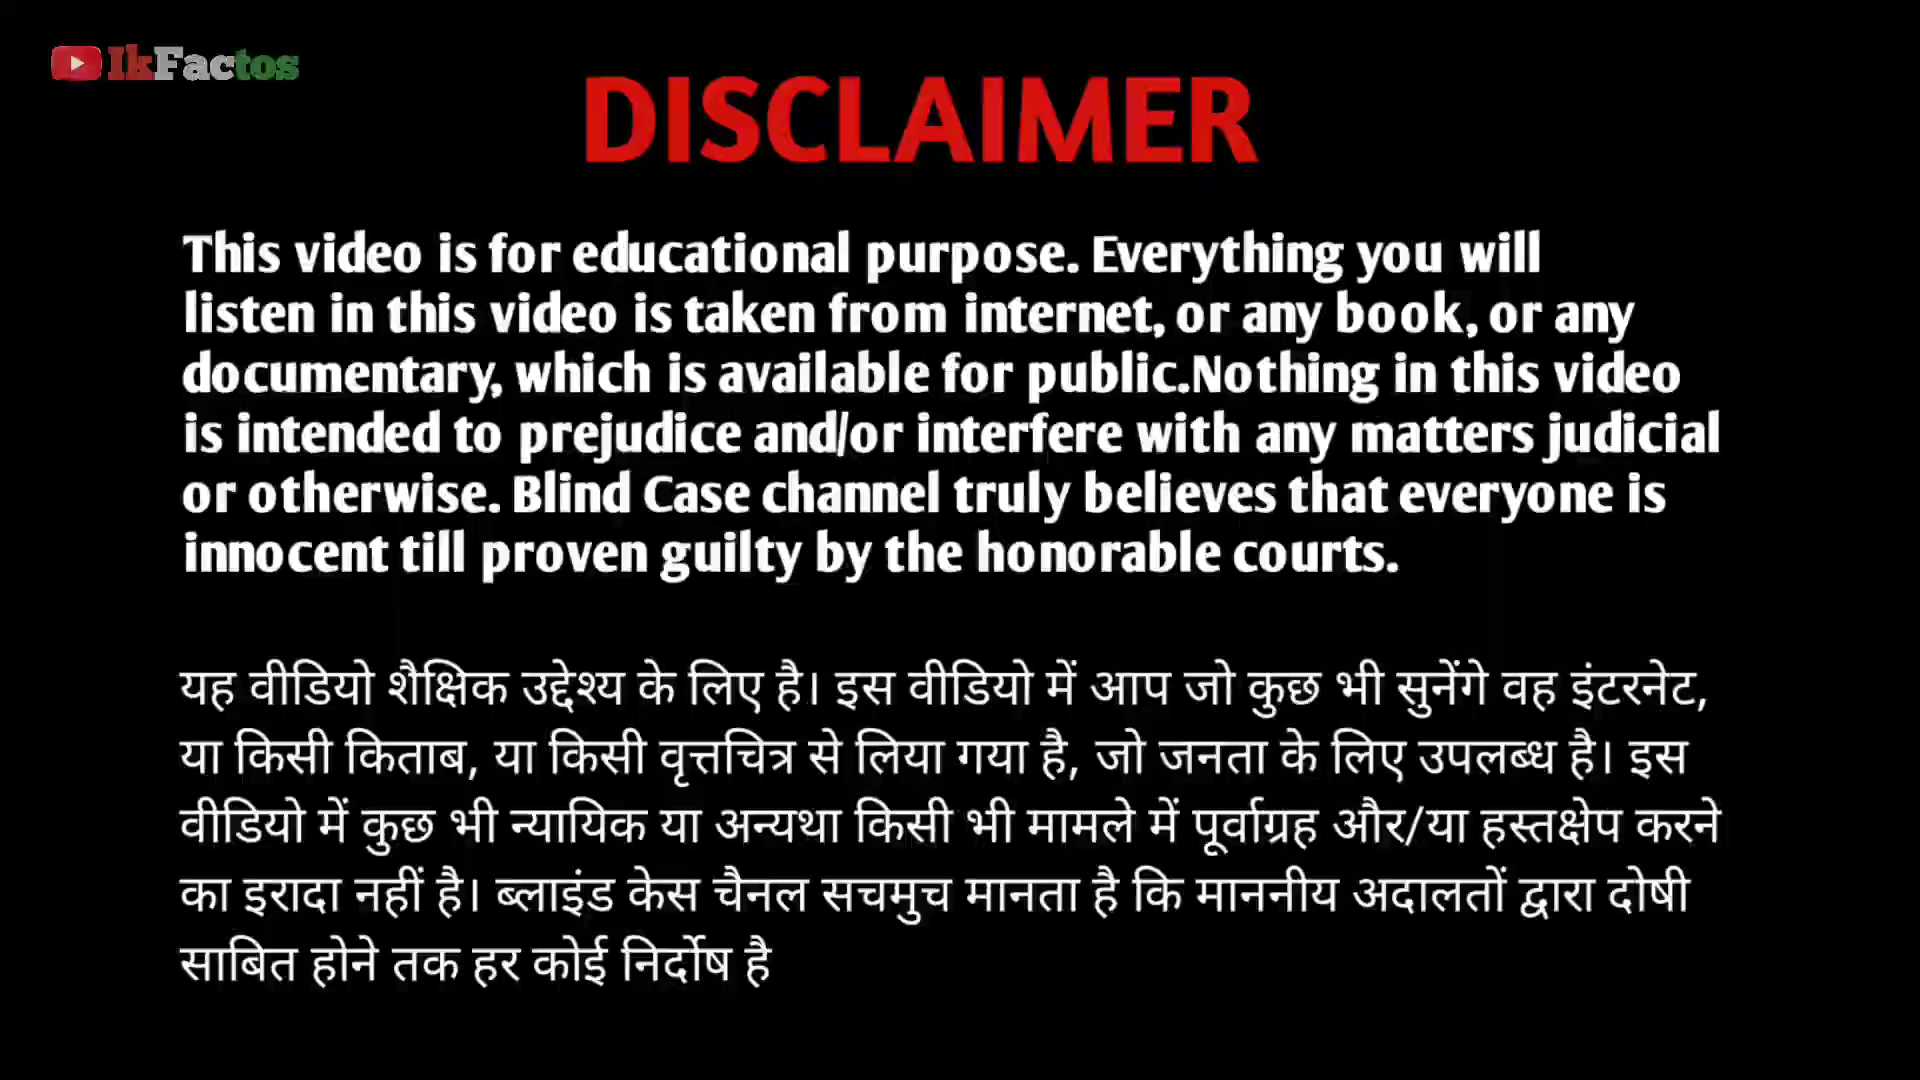 IkFactos
DISCLAIMER
This video is for educational purpose. Everything you will
listen in this video is taken from internet, or any book, or any
documentary, which is available for public.Nothing in this video
is intended to prejudice and/or interfere with any matters judicial
or otherwise. Blind Case channel truly believes that everyone is
innocent till proven guilty by the honorable courts.
यह वीडियो शैक्षिक उद्देश्य के लिए है। इस वीडियो में आप जो कुछ भी सुनेंगे वह इंटरनेट,
या किसी किताब, या किसी वृत्तचित्र से लिया गया है, जो जनता के लिए उपलब्ध है। इस
वीडियो में कुछ भी न्यायिक या अन्यथा किसी भी मामले में पूर्वाग्रह और/या हस्तक्षेप करने
का इरादा नहीं है। ब्लाइंड केस चैनल सचमुच मानता है कि माननीय अदालतों द्वारा दोषी
साबित होने तक हर कोई निर्दोष है